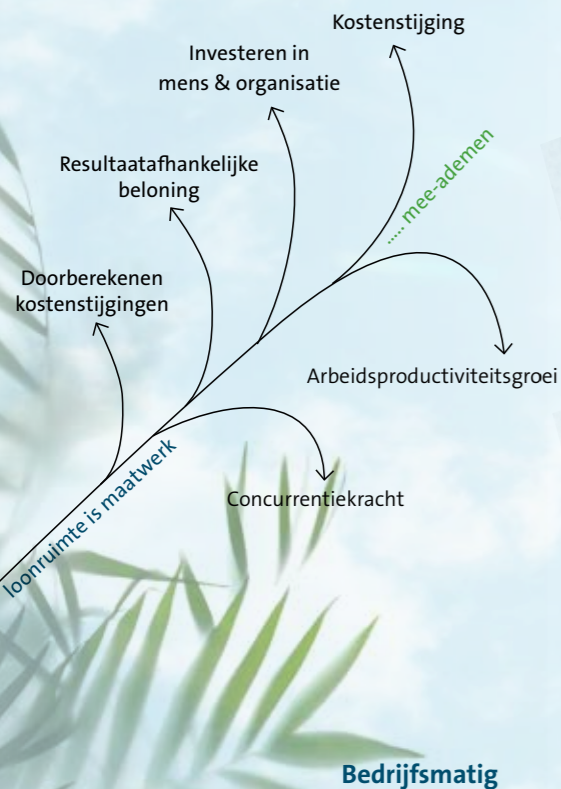 Kostenstijging
Investeren in
mens & organisatie
Resultaatafhankelijke
beloning
..... mee-ademen
Doorberekenen
kostenstijgingen
Arbeidsproductiviteitsgroei
Concurrentiekracht
loonruimte is maatwerk
Bedrijfsmatig